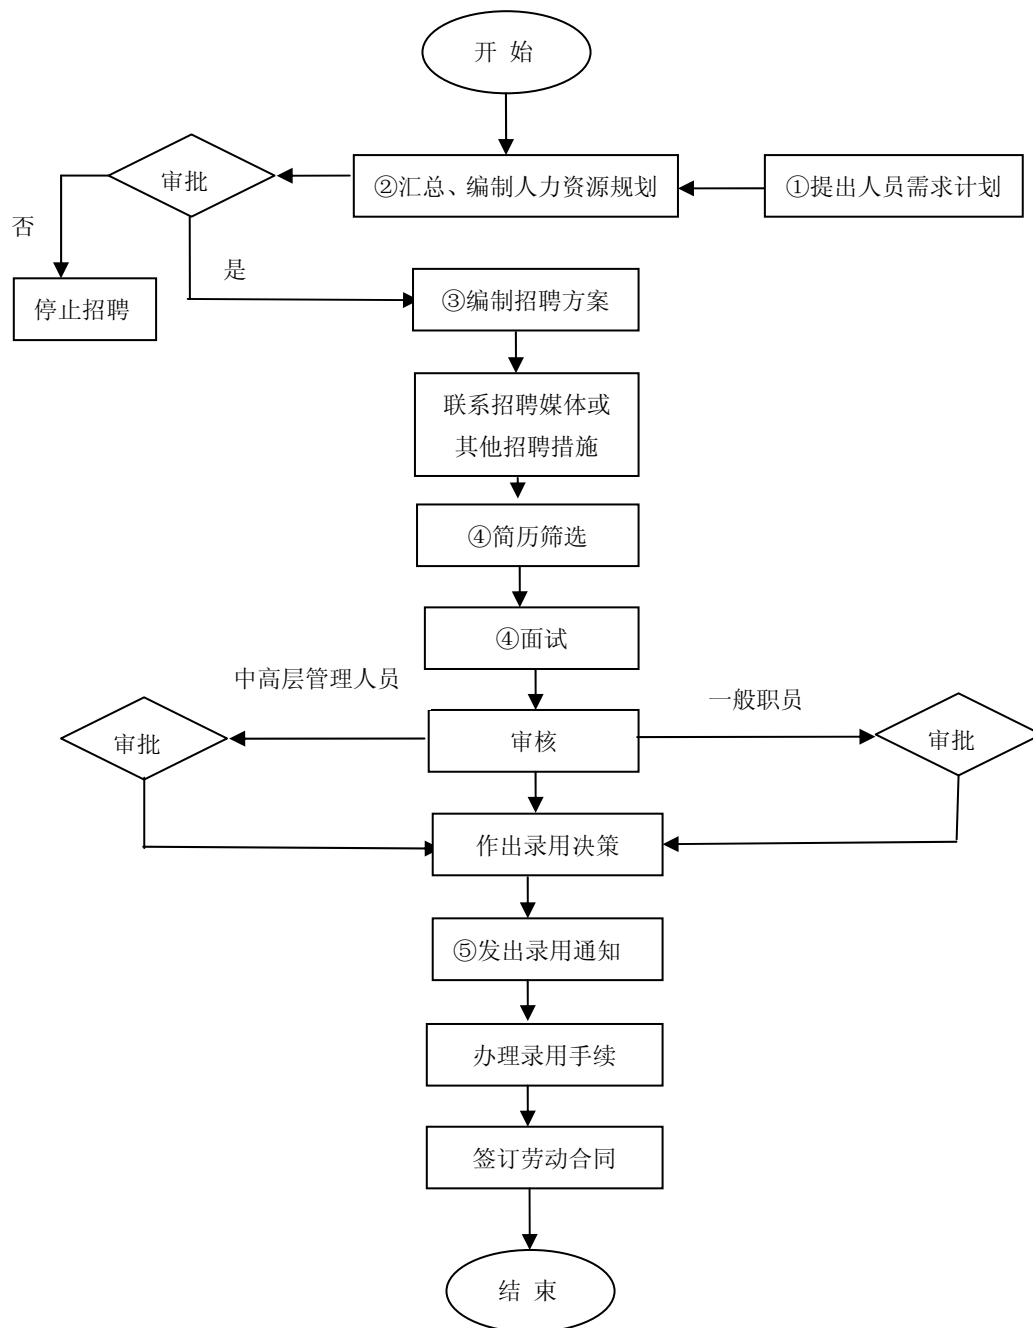 开 始
审批
②汇总、编制人力资源规划
①提出人员需求计划
否
是
停止招聘
③编制招聘方案
联系招聘媒体或
其他招聘措施
④简历筛选
④面试
中高层管理人员
一般职员
审批
审核
审批
作出录用决策
⑤发出录用通知
办理录用手续
签订劳动合同
结 束